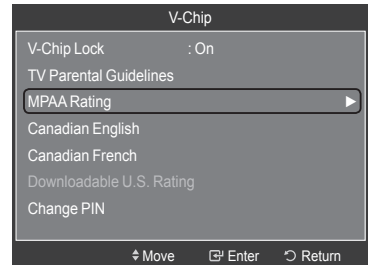 V-Chip
V-Chip Lock : On
TV Parental Guidelines
MPAA Rating
Canadian English
Canadian French
Downloadable U.S. Rating
Change PIN
Move Enter Return